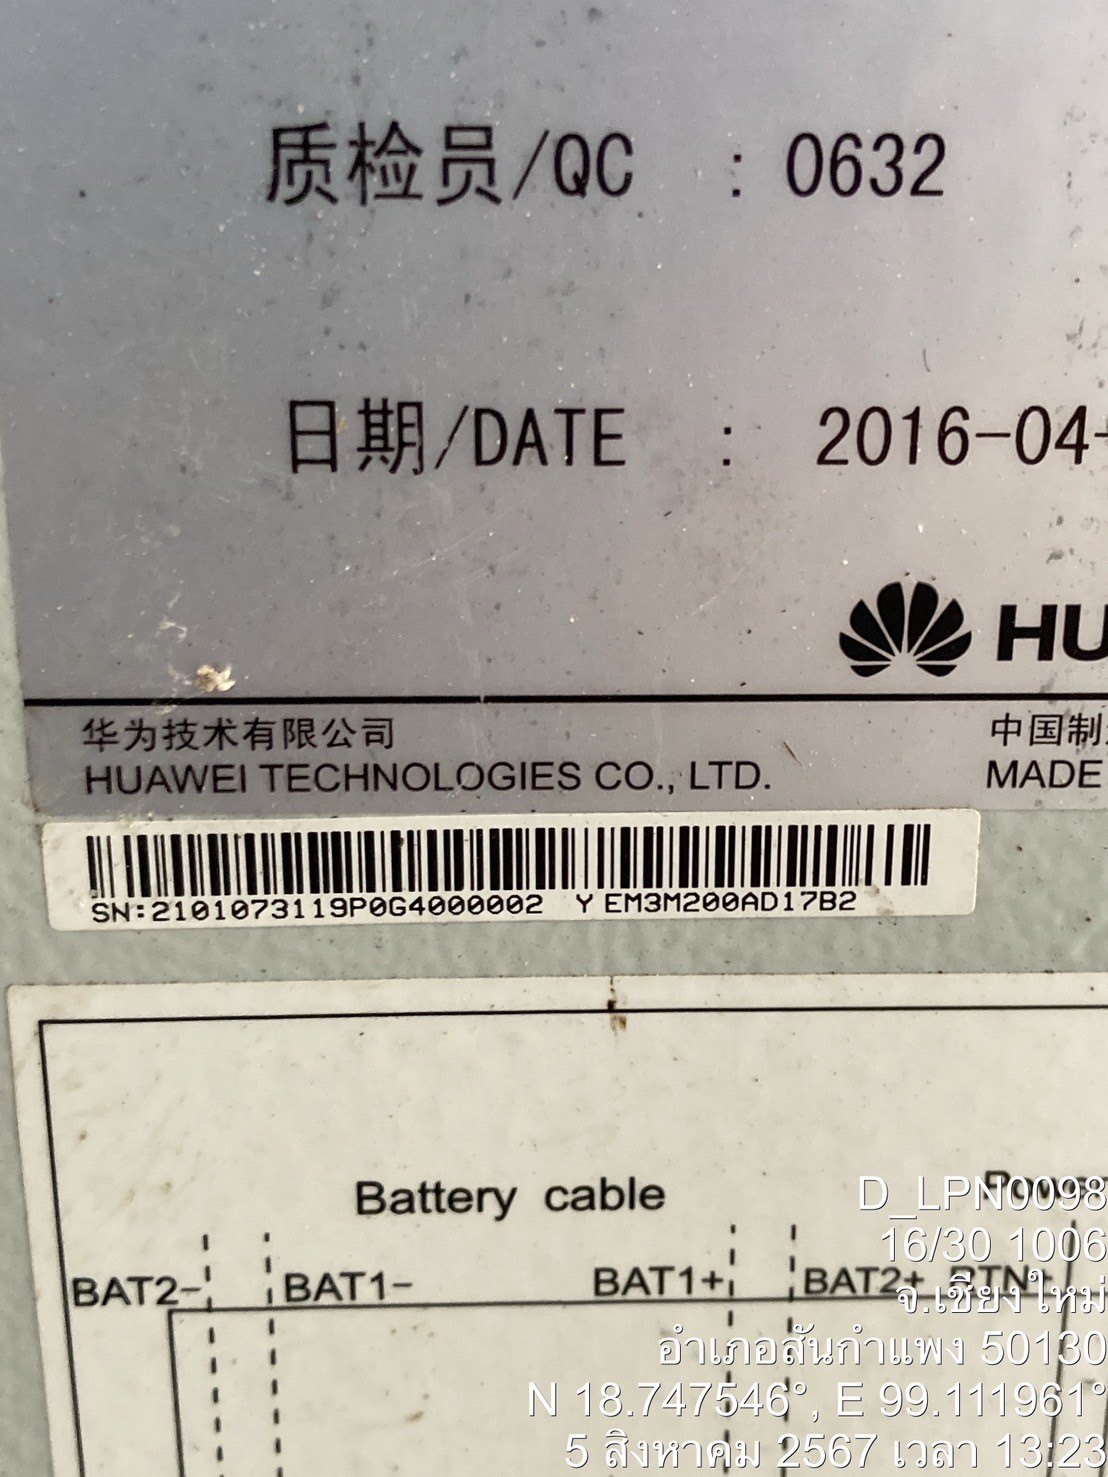 质检员/QC : 0632
日期/DATE : 2016-04-
HU
华为技术有限公司
中国制造
HUAWEI TECHNOLOGIES CO., LTD.
MADE
SN:2101073119P0G4000002 Y EM3M200AD17B2
Battery cable
Power
BAT2- BAT1- BAT1+ BAT2+ RTN+
D_LPN0098
16/30 1006
จ.เชียงใหม่
อำเภอสันกำแพง 50130
N 18.747546°, E 99.111961°
5 สิงหาคม 2567 เวลา 13:23